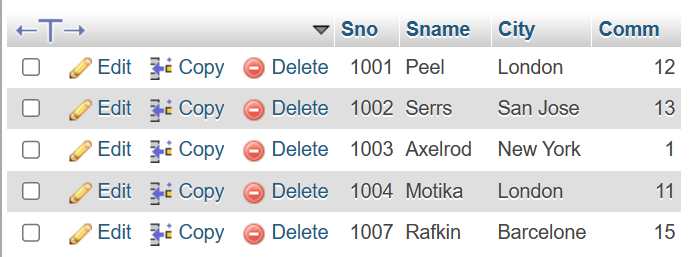 Sno Sname City Comm
Edit Copy Delete 1001 Peel London 12
Edit Copy Delete 1002 Serrs San Jose 13
Edit Copy Delete 1003 Axelrod New York 1
Edit Copy Delete 1004 Motika London 11
Edit Copy Delete 1007 Rafkin Barcelone 15